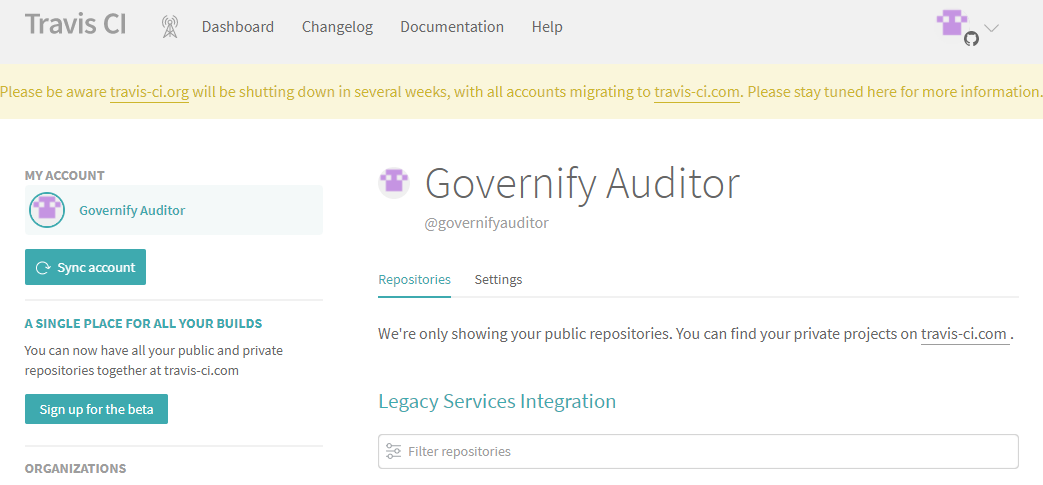 Travis CI
Dashboard
Changelog
Documentation
Help
Please be aware travis-ci.org will be shutting down in several weeks, with all accounts migrating to travis-ci.com. Please stay tuned here for more information.
MY ACCOUNT
Governify Auditor
Sync account
A SINGLE PLACE FOR ALL YOUR BUILDS
You can now have all your public and private
repositories together at travis-ci.com
Sign up for the beta
ORGANIZATIONS
Governify Auditor
@governifyauditor
Repositories
Settings
We're only showing your public repositories. You can find your private projects on travis-ci.com .
Legacy Services Integration
Filter repositories